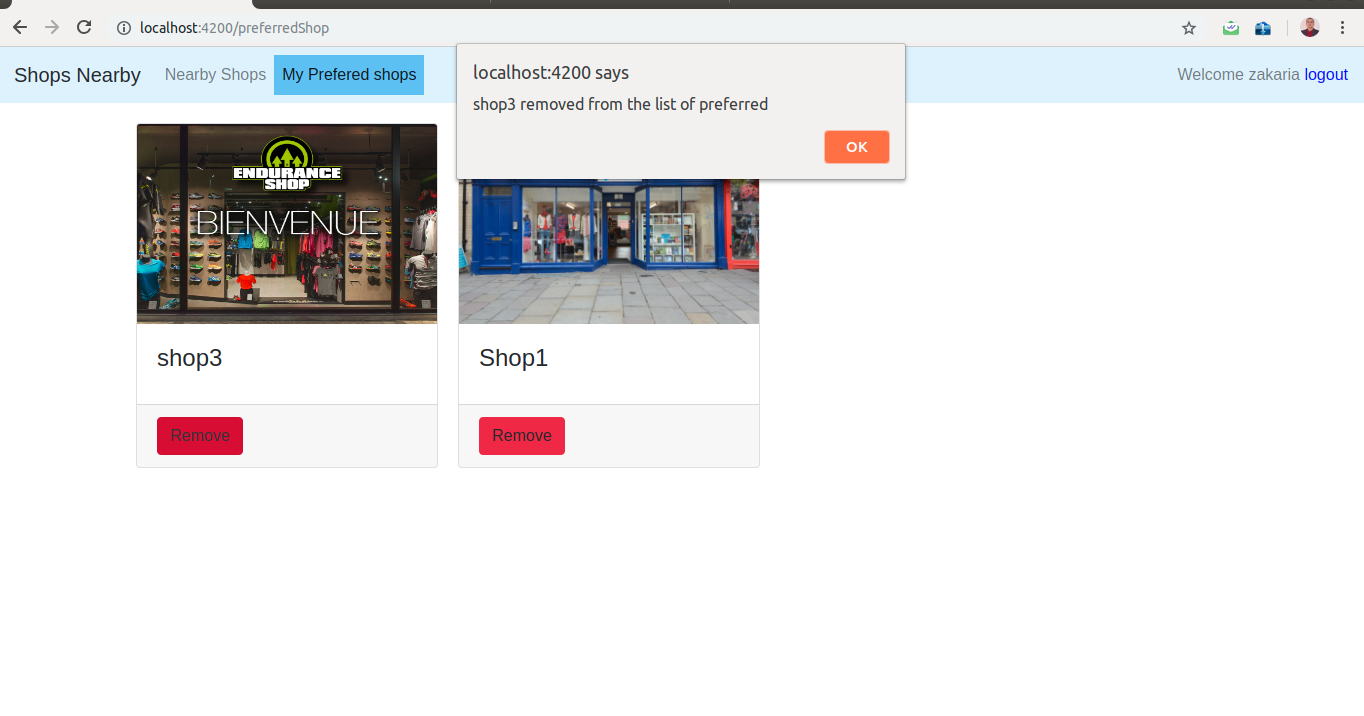 localhost:4200/preferredShop
Shops Nearby
Nearby Shops
My Prefered shops
Welcome zakaria logout
localhost:4200 says
shop3 removed from the list of preferred
OK
ENDURANCE
SHOP
BIENVENUE
shop3
Shop1
Remove
Remove